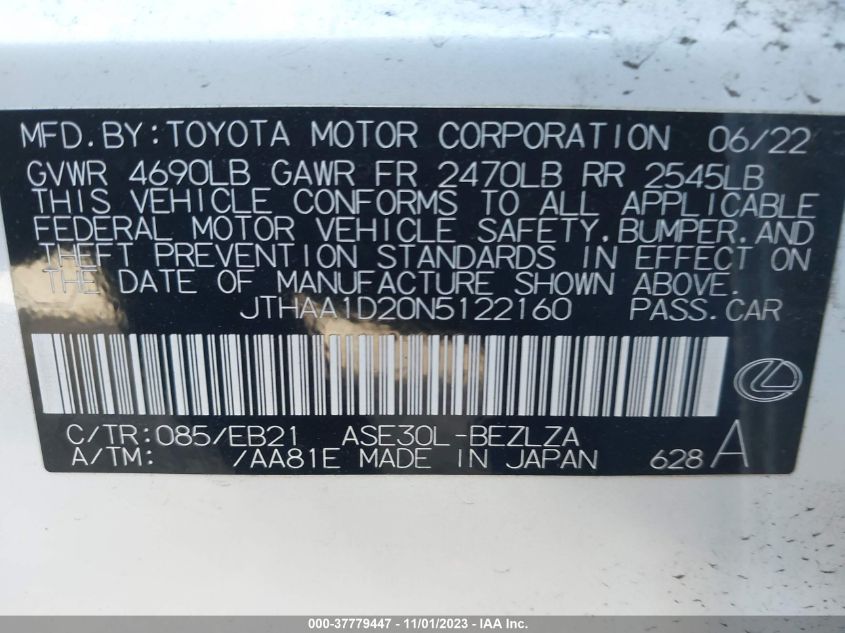 MFD.BY:TOYOTA MOTOR CORPORATION 06/22
GVWR 4690LB GAWR FR 2470LB RR 2545LB
THIS VEHICLE CONFORMS TO ALL APPLICABLE
FEDERAL MOTOR VEHICLE SAFETY,BUMPER,AND
THEFT PREVENTION STANDARDS IN EFFECT ON
THE DATE OF MANUFACTURE SHOWN ABOVE.
JTHAA1D20N5122160 PASS.CAR
C/TR:085/EB21 ASE30L-BEZLZA
A/TM: /AA81E MADE IN JAPAN 628 A
000-37779447 - 11/01/2023 - IAA Inc.